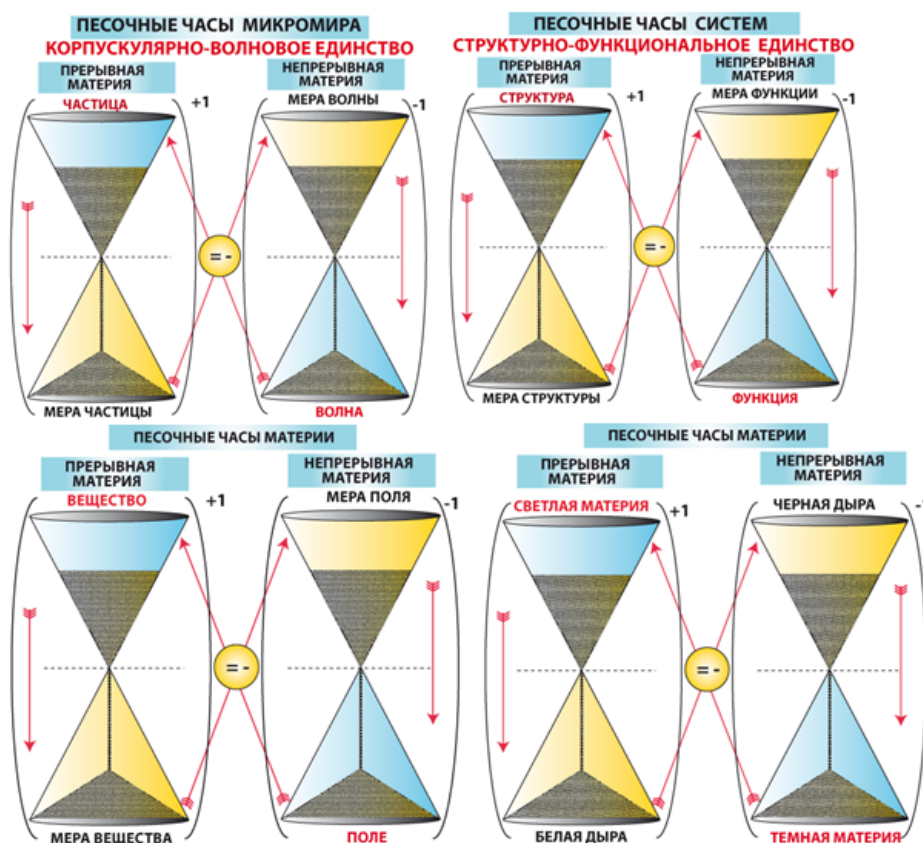 ПЕСОЧНЫЕ ЧАСЫ МИКРОМИРА
КОРПУСКУЛЯРНО-ВОЛНОВОЕ ЕДИНСТВО
ПРЕРЫВНАЯ
МАТЕРИЯ
ЧАСТИЦА
+1
НЕПРЕРЫВНАЯ
МАТЕРИЯ
МЕРА ВОЛНЫ
-1
= -
МЕРА ЧАСТИЦЫ
ВОЛНА
ПЕСОЧНЫЕ ЧАСЫ СИСТЕМ
СТРУКТУРНО-ФУНКЦИОНАЛЬНОЕ ЕДИНСТВО
ПРЕРЫВНАЯ
МАТЕРИЯ
СТРУКТУРА
+1
НЕПРЕРЫВНАЯ
МАТЕРИЯ
МЕРА ФУНКЦИИ
-1
= -
МЕРА СТРУКТУРЫ
ФУНКЦИЯ
ПЕСОЧНЫЕ ЧАСЫ МАТЕРИИ
ПРЕРЫВНАЯ
МАТЕРИЯ
ВЕЩЕСТВО
+1
НЕПРЕРЫВНАЯ
МАТЕРИЯ
МЕРА ПОЛЯ
-1
= -
МЕРА ВЕЩЕСТВА
ПОЛЕ
ПЕСОЧНЫЕ ЧАСЫ МАТЕРИИ
ПРЕРЫВНАЯ
МАТЕРИЯ
СВЕТЛАЯ МАТЕРИЯ
+1
НЕПРЕРЫВНАЯ
МАТЕРИЯ
ЧЕРНАЯ ДЫРА
-1
= -
БЕЛАЯ ДЫРА
ТЕМНАЯ МАТЕРИЯ